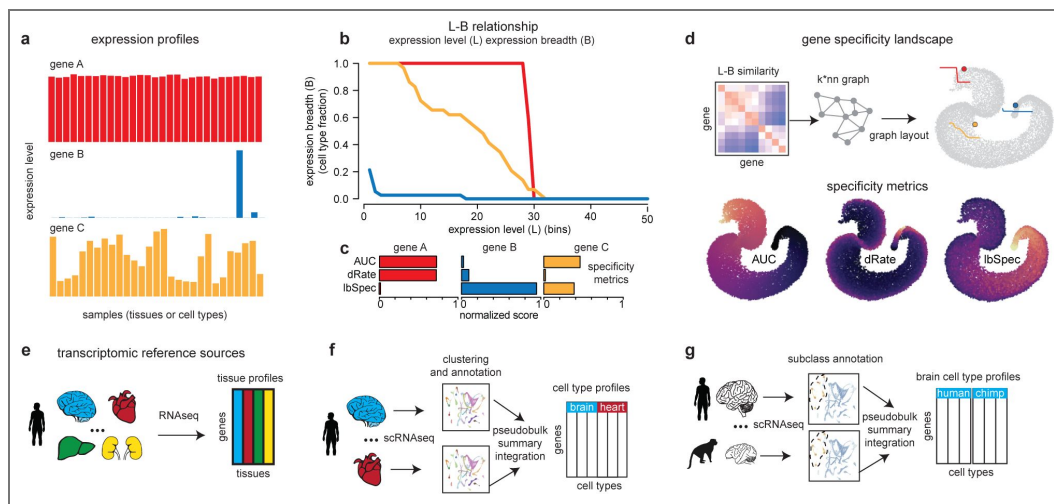 a expression profiles
gene A
gene B
gene C
expression level
samples (tissues or cell types)
b L-B relationship
expression level (L) expression breadth (B)
expression breadth (B)
(cell type fraction)
1.0
0.8
0.6
0.4
0.2
0.0
0 10 20 30 40 50
expression level (L) (bins)
c gene A gene B gene C
AUC
dRate
lbSpec
specificity
metrics
0 1 0 1 0 1
normalized score
d gene specificity landscape
L-B similarity
gene
gene
k*nn graph
graph layout
specificity metrics
AUC dRate lbSpec
e transcriptomic reference sources
...
RNAseq
tissue profiles
genes
tissues
f clustering
and annotation
... scRNAseq
pseudobulk
summary
integration
cell type profiles
brain heart
genes
cell types
g subclass annotation
... scRNAseq
pseudobulk
summary
integration
brain cell type profiles
human chimp
genes
cell types